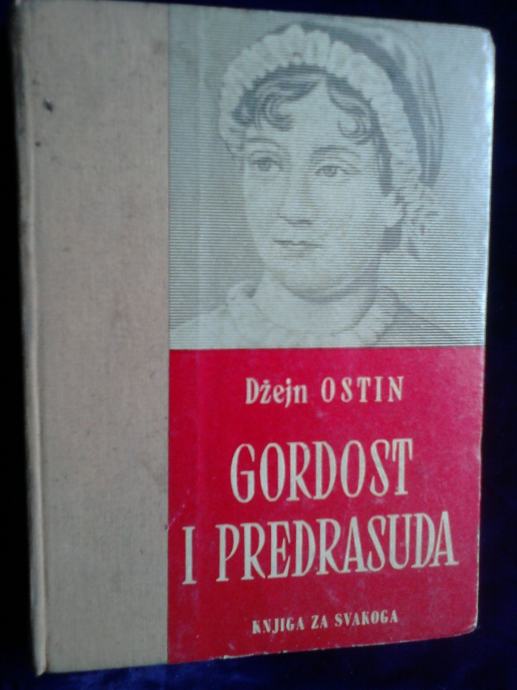 Džejn OSTIN
GORDOST
I PREDRASUDA
KNJIGA ZA SVAKOGA